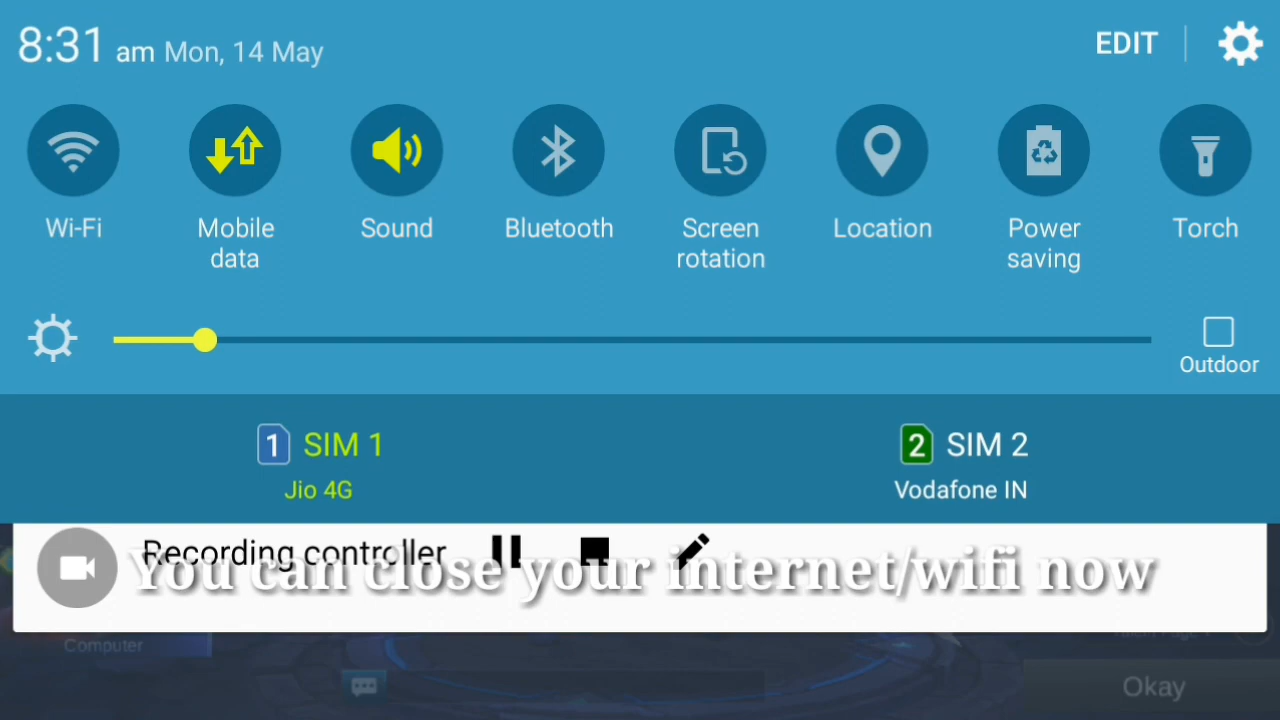 8:31 am Mon, 14 May
EDIT
Wi-Fi
Mobile
data
Sound
Bluetooth
Screen
rotation
Location
Power
saving
Torch
Outdoor
1 SIM 1
Jio 4G
2 SIM 2
Vodafone IN
Recording controller
You can close your internet/wifi now
Computer
Okay